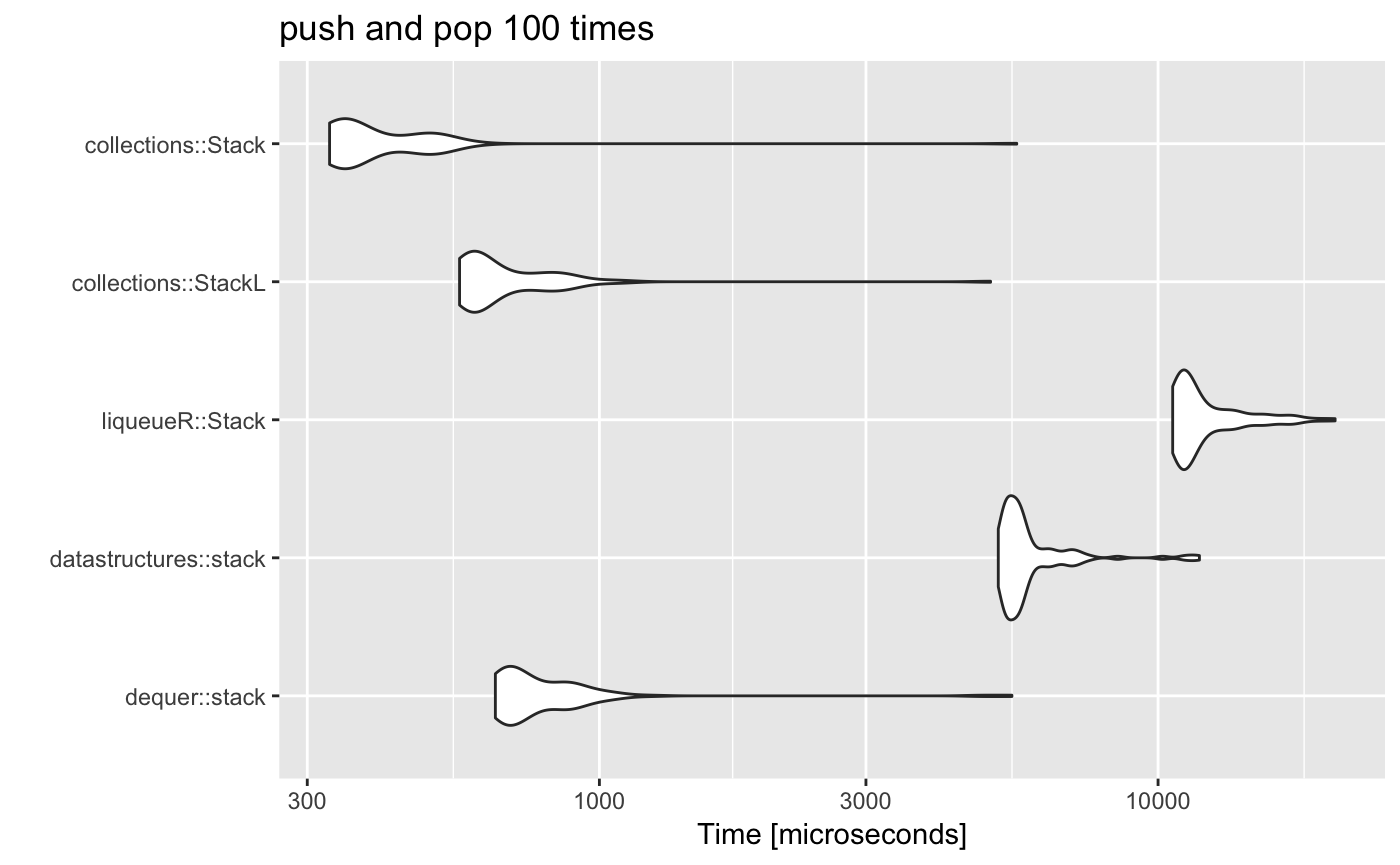 push and pop 100 times
collections::Stack
collections::StackL
liqueueR::Stack
datastructures::stack
dequer::stack
300 1000 3000 10000
Time [microseconds]